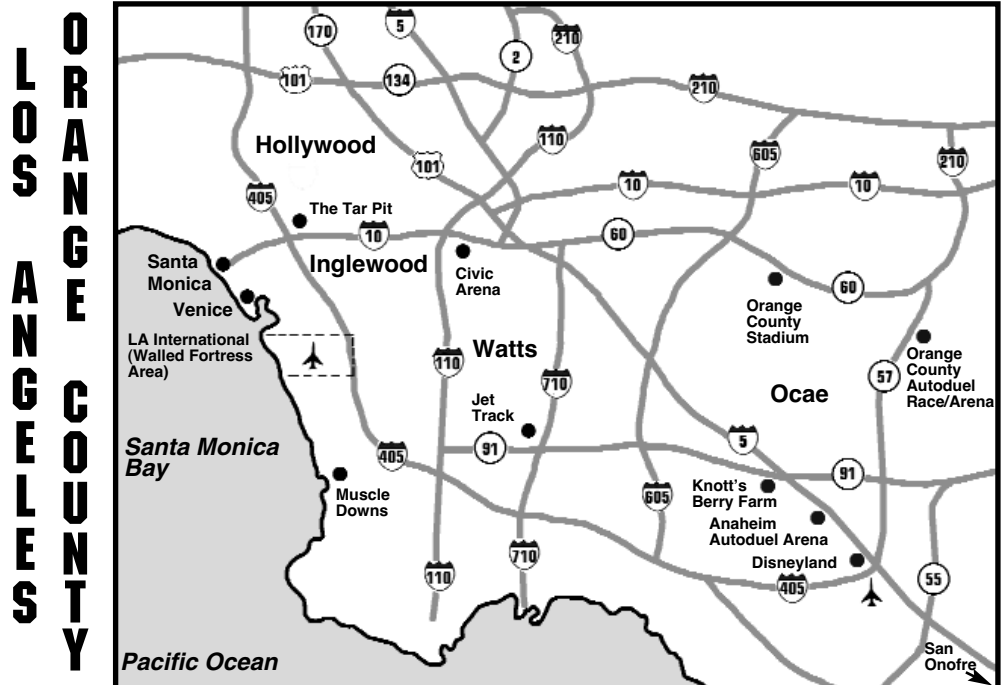 LOS ANGELES
ORANGE COUNTY
170
5
2
210
101
134
210
110
605
210
Hollywood
101
405
10
10
The Tar Pit
10
60
Santa
Monica
Inglewood
Civic
Arena
Venice
Orange
County
Stadium
60
LA International
(Walled Fortress
Area)
110
Watts
710
Orange
County
Autoduel
Race/Arena
57
Ocae
Jet
Track
Santa Monica
Bay
405
91
5
91
Muscle
Downs
605
Knott's
Berry Farm
Anaheim
Autoduel Arena
Disneyland
110
710
405
55
Pacific Ocean
San
Onofre